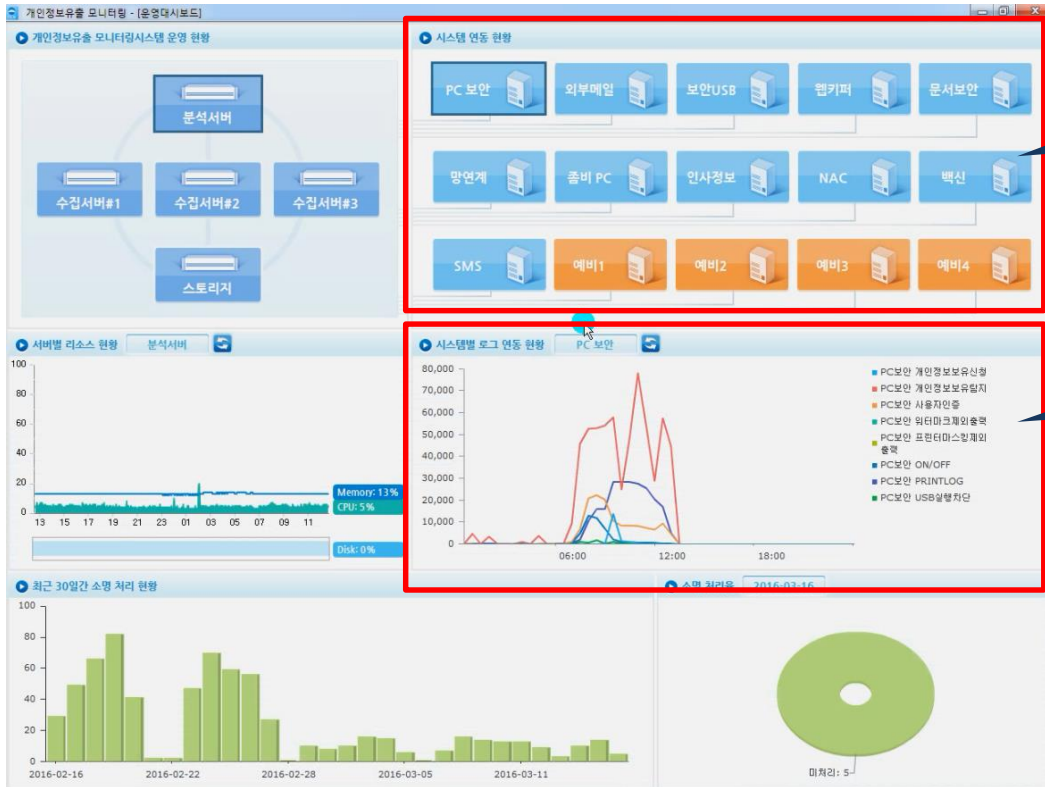 개인정보유출 모니터링 - [운영대시보드]
개인정보유출 모니터링시스템 운영 현황
분석서버
수집서버#1 수집서버#2 수집서버#3
스토리지
시스템 연동 현황
PC 보안 외부메일 보안USB 웹키퍼 문서보안
망연계 좀비 PC 인사정보 NAC 백신
SMS 예비1 예비2 예비3 예비4
서버별 리소스 현황 분석서버
100
80
60
40
20
0
Memory: 13%
CPU: 5%
13 15 17 19 21 23 01 03 05 07 09 11
Disk: 0%
시스템별 로그 연동 현황 PC 보안
80,000
70,000
60,000
50,000
40,000
30,000
20,000
10,000
0
06:00 12:00 18:00
PC보안 개인정보보유신청
PC보안 개인정보보유탐지
PC보안 사용자인증
PC보안 워터마크제외출력
PC보안 프린터마스킹제외
출력
PC보안 ON/OFF
PC보안 PRINTLOG
PC보안 USB실행차단
최근 30일간 소명 처리 현황
100
80
60
40
20
0
2016-02-16 2016-02-22 2016-02-28 2016-03-05 2016-03-11
소명 처리율 2016-03-16
미처리: 5